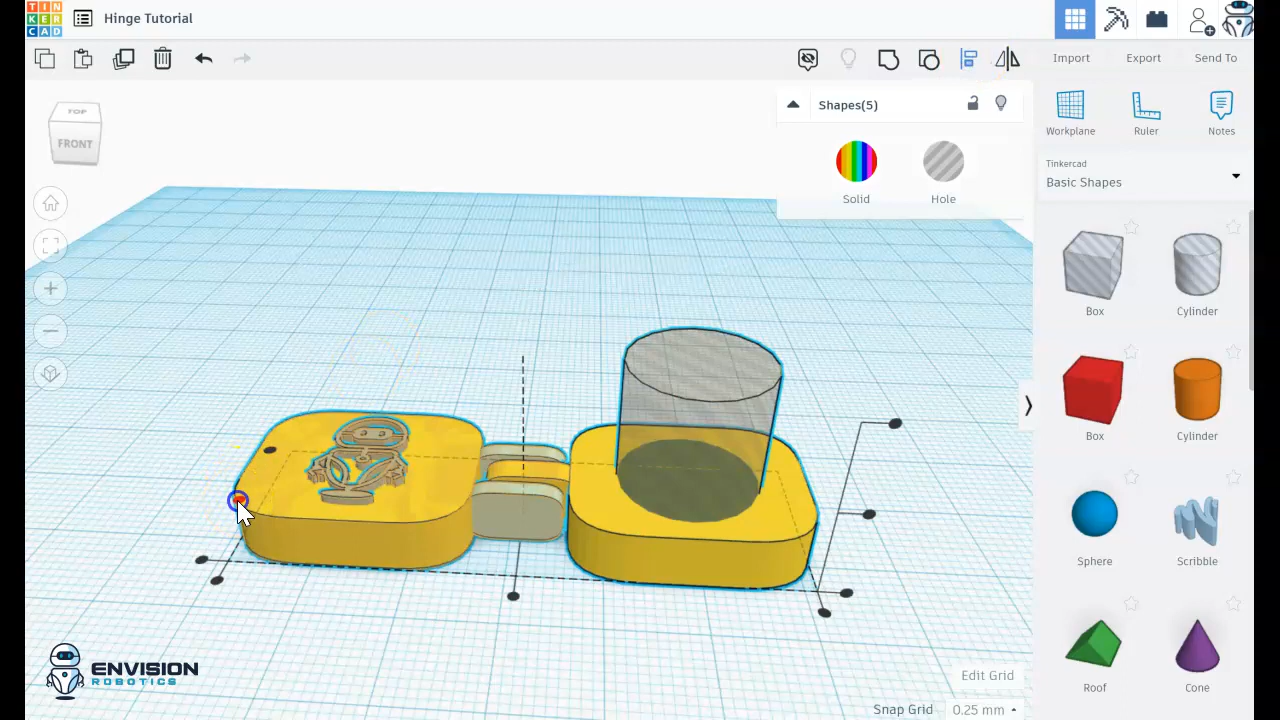 TIN
KER
CAD
Hinge Tutorial
Import
Export
Send To
TOP
FRONT
Shapes(5)
Solid
Hole
Workplane
Ruler
Notes
Tinkercad
Basic Shapes
Box
Cylinder
Box
Cylinder
Sphere
Scribble
Roof
Cone
ENVISION
ROBOTICS
Edit Grid
Snap Grid
0.25 mm